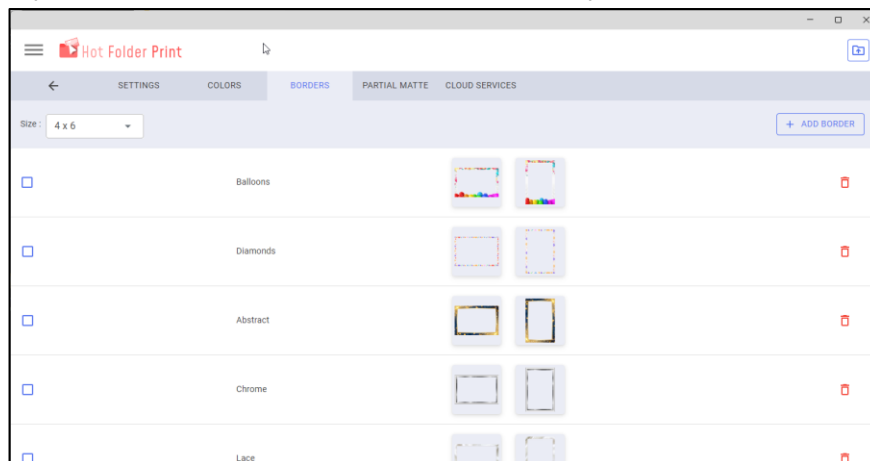 Hot Folder Print
SETTINGS COLORS BORDERS PARTIAL MATTE CLOUD SERVICES
Size : 4 x 6 + ADD BORDER
Balloons
Diamonds
Abstract
Chrome
Lace